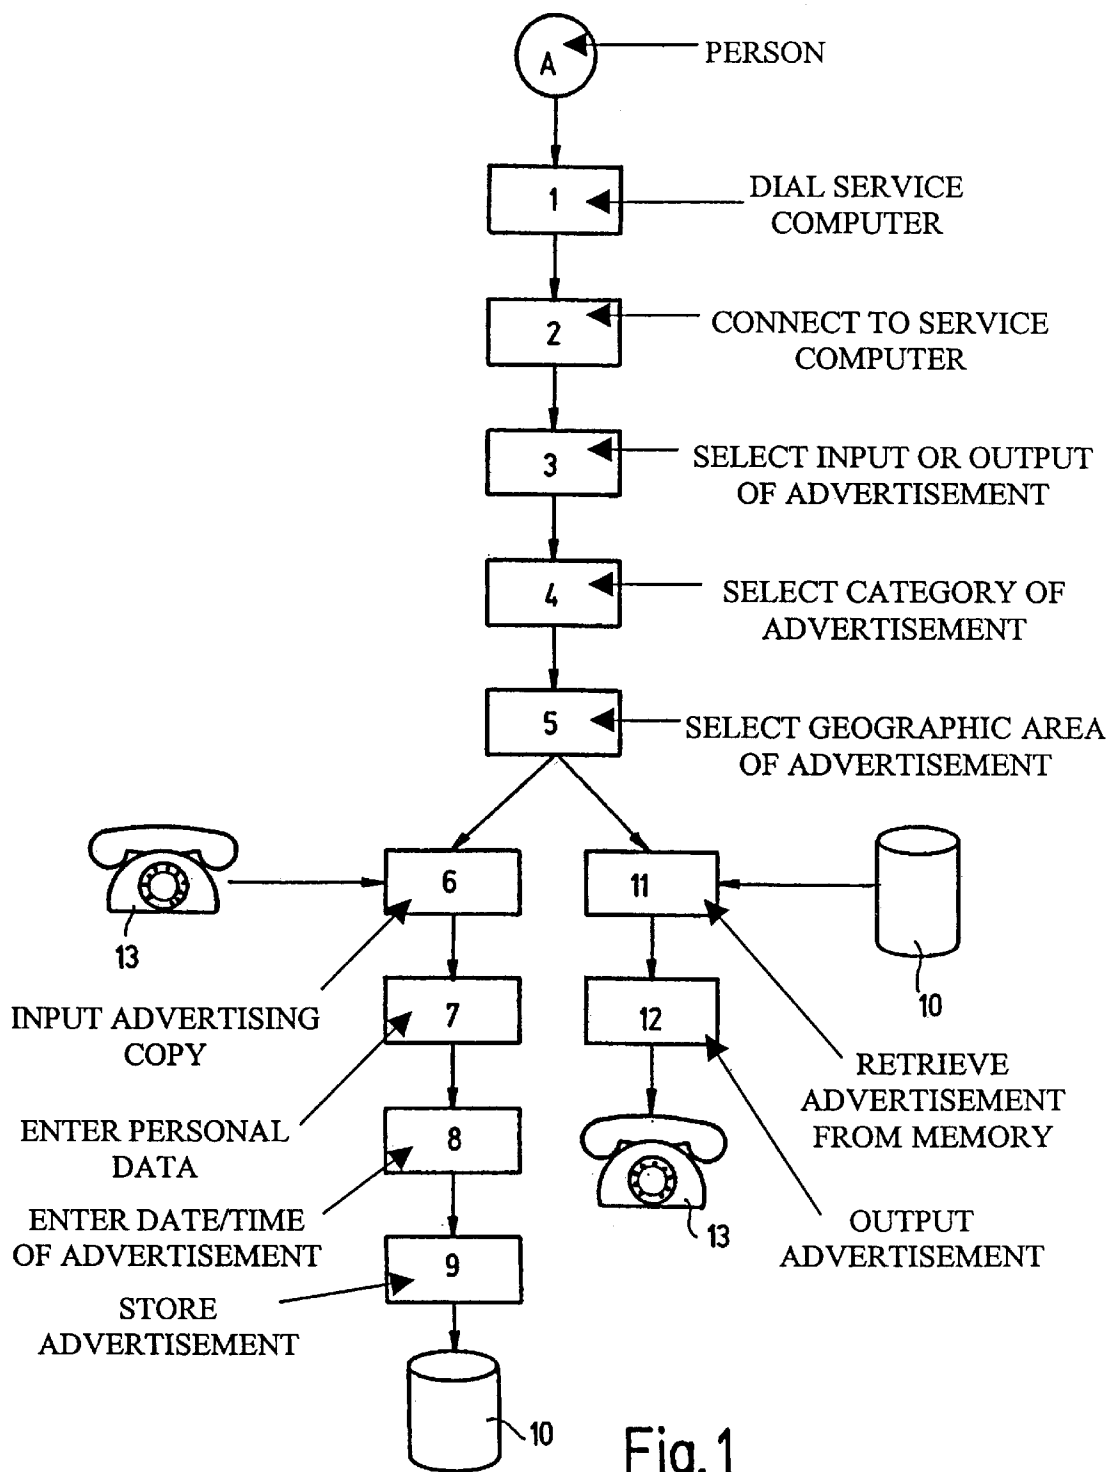 A
PERSON
1
DIAL SERVICE
COMPUTER
2
CONNECT TO SERVICE
COMPUTER
3
SELECT INPUT OR OUTPUT
OF ADVERTISEMENT
4
SELECT CATEGORY OF
ADVERTISEMENT
5
SELECT GEOGRAPHIC AREA
OF ADVERTISEMENT
13
6
11
10
INPUT ADVERTISING
COPY
7
12
RETRIEVE
ADVERTISEMENT
FROM MEMORY
ENTER PERSONAL
DATA
8
13
OUTPUT
ADVERTISEMENT
ENTER DATE/TIME
OF ADVERTISEMENT
9
STORE
ADVERTISEMENT
10
Fig. 1